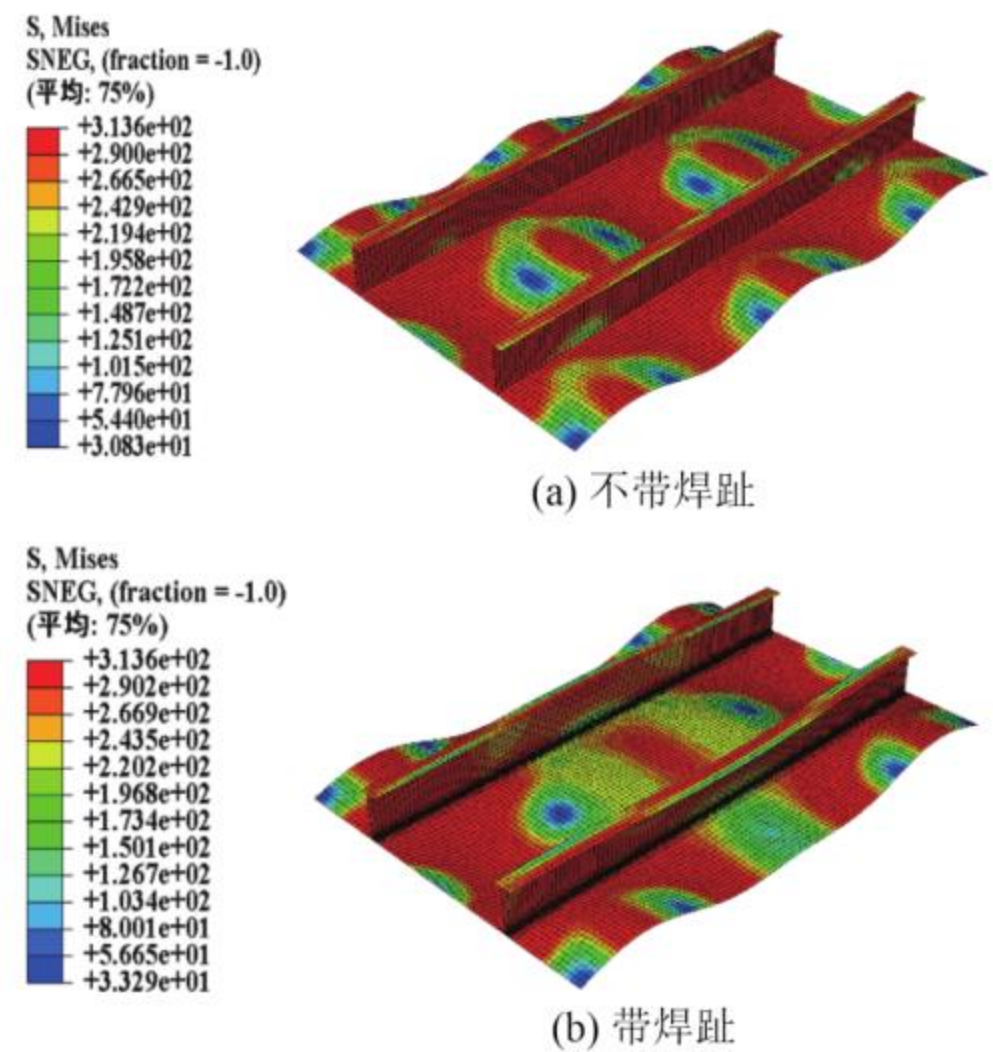 S, Mises
SNEG, (fraction = -1.0)
(平均: 75%)
+3.136e+02
+2.900e+02
+2.665e+02
+2.429e+02
+2.194e+02
+1.958e+02
+1.722e+02
+1.487e+02
+1.251e+02
+1.015e+02
+7.796e+01
+5.440e+01
+3.083e+01
(a) 不带焊趾
S, Mises
SNEG, (fraction = -1.0)
(平均: 75%)
+3.136e+02
+2.902e+02
+2.669e+02
+2.435e+02
+2.202e+02
+1.968e+02
+1.734e+02
+1.501e+02
+1.267e+02
+1.034e+02
+8.001e+01
+5.665e+01
+3.329e+01
(b) 带焊趾